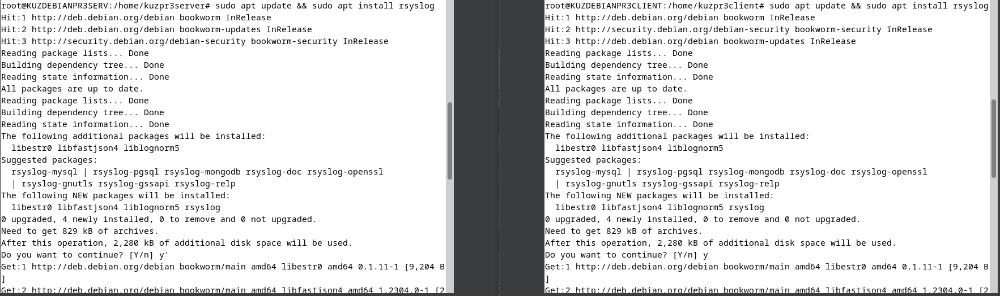 root@KUZDEBIANPR3SERV:/home/kuzpr3server# sudo apt update && sudo apt install rsyslog
Hit:1 http://deb.debian.org/debian bookworm InRelease
Hit:2 http://deb.debian.org/debian bookworm-updates InRelease
Hit:3 http://security.debian.org/debian-security bookworm-security InRelease
Reading package lists... Done
Building dependency tree... Done
Reading state information... Done
All packages are up to date.
Reading package lists... Done
Building dependency tree... Done
Reading state information... Done
The following additional packages will be installed:
  libestr0 libfastjson4 liblognorm5
Suggested packages:
  rsyslog-mysql | rsyslog-pgsql rsyslog-mongodb rsyslog-doc rsyslog-openssl
  | rsyslog-gnutls rsyslog-gssapi rsyslog-relp
The following NEW packages will be installed:
  libestr0 libfastjson4 liblognorm5 rsyslog
0 upgraded, 4 newly installed, 0 to remove and 0 not upgraded.
Need to get 829 kB of archives.
After this operation, 2,280 kB of additional disk space will be used.
Do you want to continue? [Y/n] y'
Get:1 http://deb.debian.org/debian bookworm/main amd64 libestr0 amd64 0.1.11-1 [9,204 B
]
Get:2 http://deb.debian.org/debian bookworm/main amd64 libfastjson4 amd64 1.2304.0-1 [2
root@KUZDEBIANPR3CLIENT:/home/kuzpr3client# sudo apt update && sudo apt install rsyslog
Hit:1 http://deb.debian.org/debian bookworm InRelease
Hit:2 http://security.debian.org/debian-security bookworm-security InRelease
Hit:3 http://deb.debian.org/debian bookworm-updates InRelease
Reading package lists... Done
Building dependency tree... Done
Reading state information... Done
All packages are up to date.
Reading package lists... Done
Building dependency tree... Done
Reading state information... Done
The following additional packages will be installed:
  libestr0 libfastjson4 liblognorm5
Suggested packages:
  rsyslog-mysql | rsyslog-pgsql rsyslog-mongodb rsyslog-doc rsyslog-openssl
  | rsyslog-gnutls rsyslog-gssapi rsyslog-relp
The following NEW packages will be installed:
  libestr0 libfastjson4 liblognorm5 rsyslog
0 upgraded, 4 newly installed, 0 to remove and 0 not upgraded.
Need to get 829 kB of archives.
After this operation, 2,280 kB of additional disk space will be used.
Do you want to continue? [Y/n] y
Get:1 http://deb.debian.org/debian bookworm/main amd64 libestr0 amd64 0.1.11-1 [9,204 B
]
Get:2 http://deb.debian.org/debian bookworm/main amd64 libfastjson4 amd64 1.2304.0-1 [2